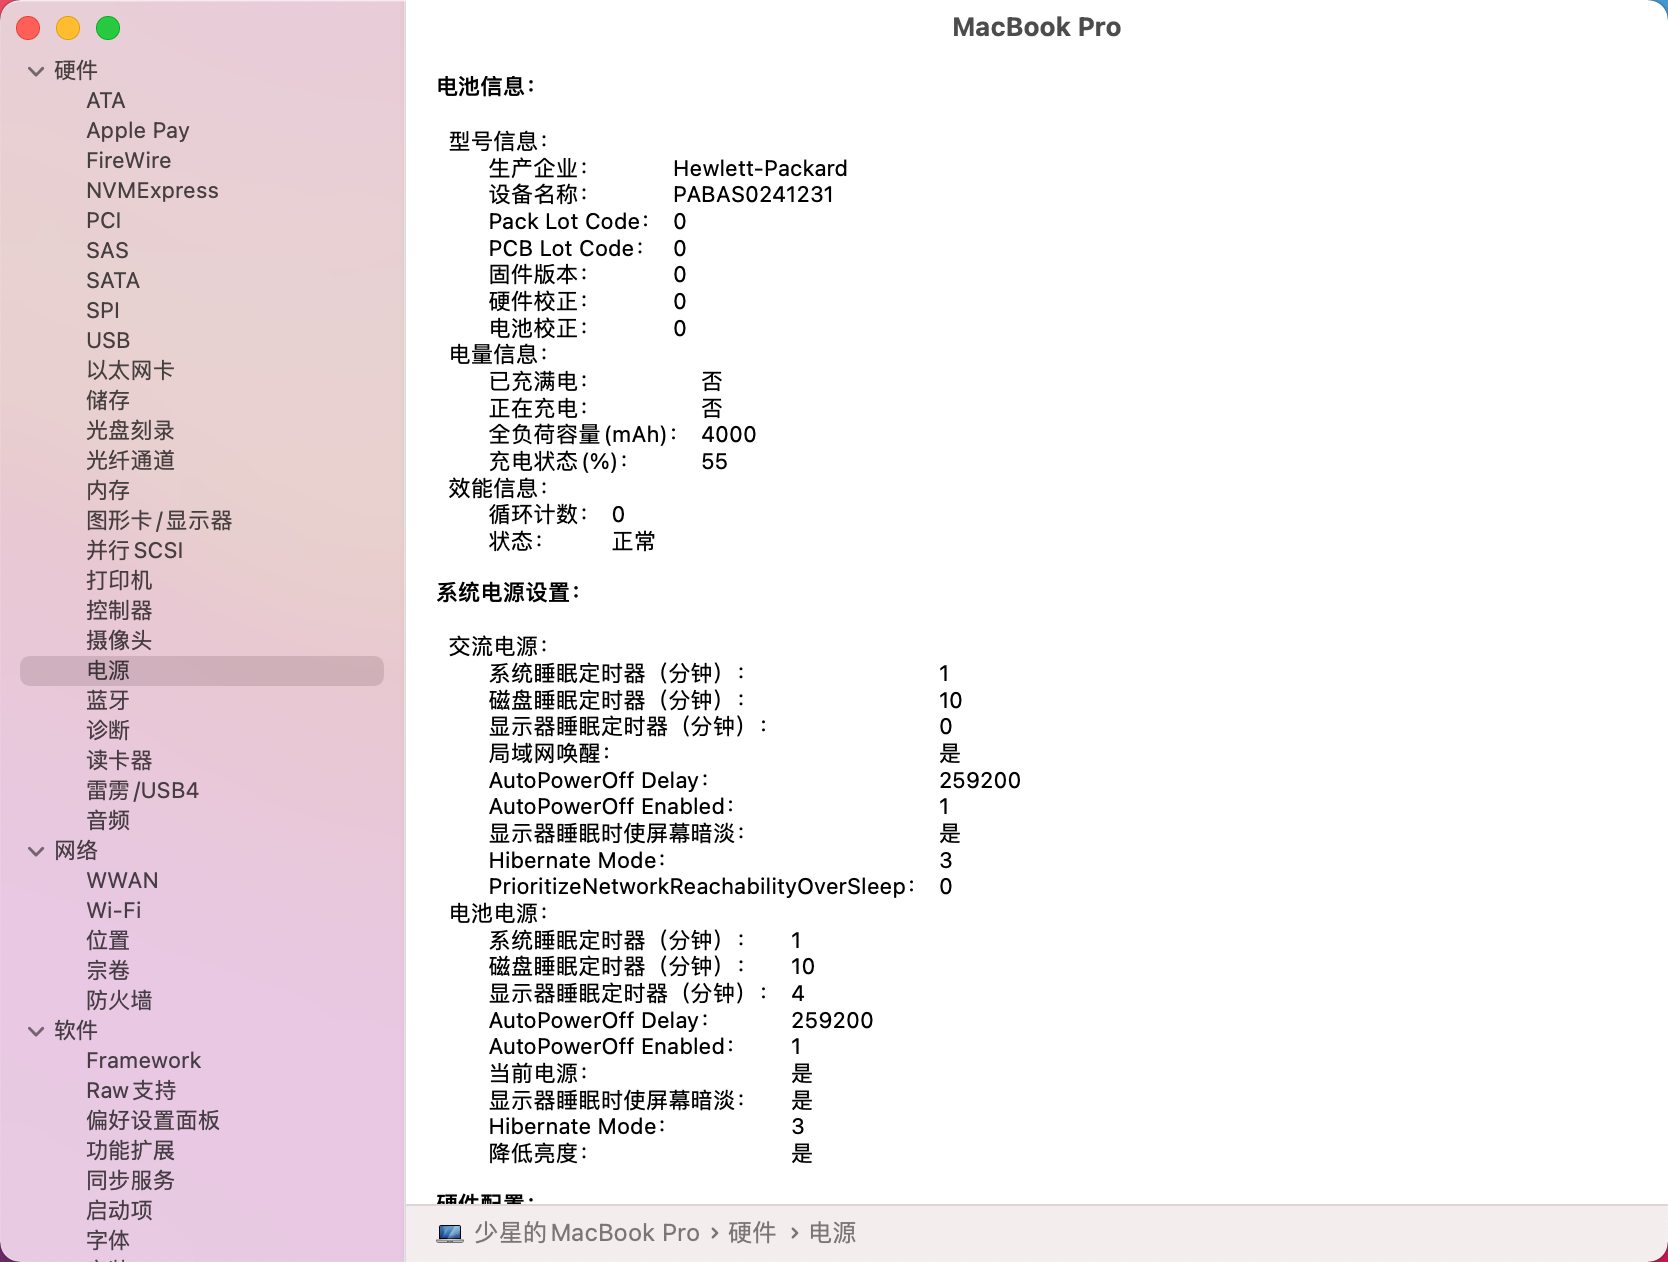 MacBook Pro
硬件
ATA
Apple Pay
FireWire
NVMExpress
PCI
SAS
SATA
SPI
USB
以太网卡
储存
光盘刻录
光纤通道
内存
图形卡/显示器
并行SCSI
打印机
控制器
摄像头
电源
蓝牙
诊断
读卡器
雷雳/USB4
音频
网络
WWAN
Wi-Fi
位置
宗卷
防火墙
软件
Framework
Raw支持
偏好设置面板
功能扩展
同步服务
启动项
字体
电池信息：
型号信息：
生产企业： Hewlett-Packard
设备名称： PABAS0241231
Pack Lot Code： 0
PCB Lot Code： 0
固件版本： 0
硬件校正： 0
电池校正： 0
电量信息：
已充满电： 否
正在充电： 否
全负荷容量(mAh)： 4000
充电状态(%)： 55
效能信息：
循环计数： 0
状态： 正常
系统电源设置：
交流电源：
系统睡眠定时器（分钟）： 1
磁盘睡眠定时器（分钟）： 10
显示器睡眠定时器（分钟）： 0
局域网唤醒： 是
AutoPowerOff Delay： 259200
AutoPowerOff Enabled： 1
显示器睡眠时使屏幕暗淡： 是
Hibernate Mode： 3
PrioritizeNetworkReachabilityOverSleep： 0
电池电源：
系统睡眠定时器（分钟）： 1
磁盘睡眠定时器（分钟）： 10
显示器睡眠定时器（分钟）： 4
AutoPowerOff Delay： 259200
AutoPowerOff Enabled： 1
当前电源： 是
显示器睡眠时使屏幕暗淡： 是
Hibernate Mode： 3
降低亮度： 是
硬件配置：
少星的MacBook Pro › 硬件 › 电源